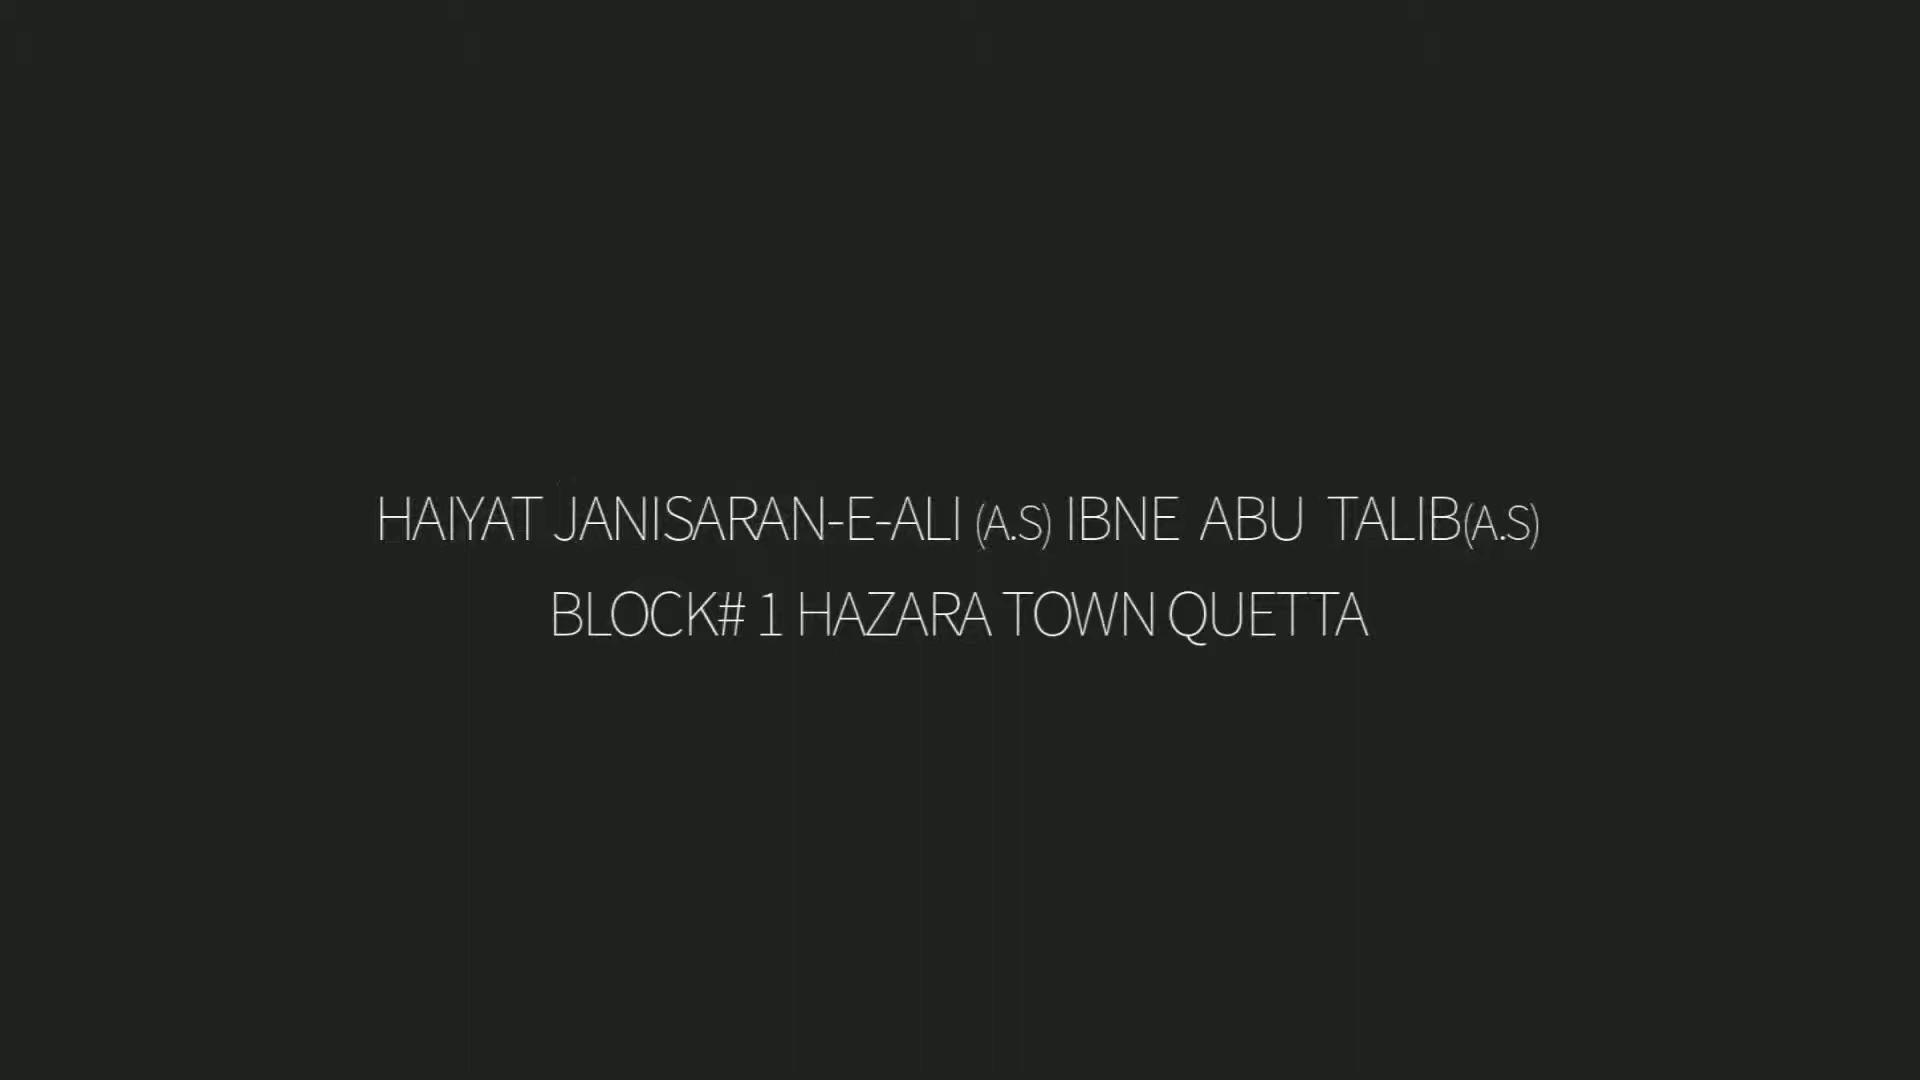 HAIYAT JANISARAN-E-ALI (A.S) IBNE ABU TALIB(A.S)
BLOCK# 1 HAZARA TOWN QUETTA